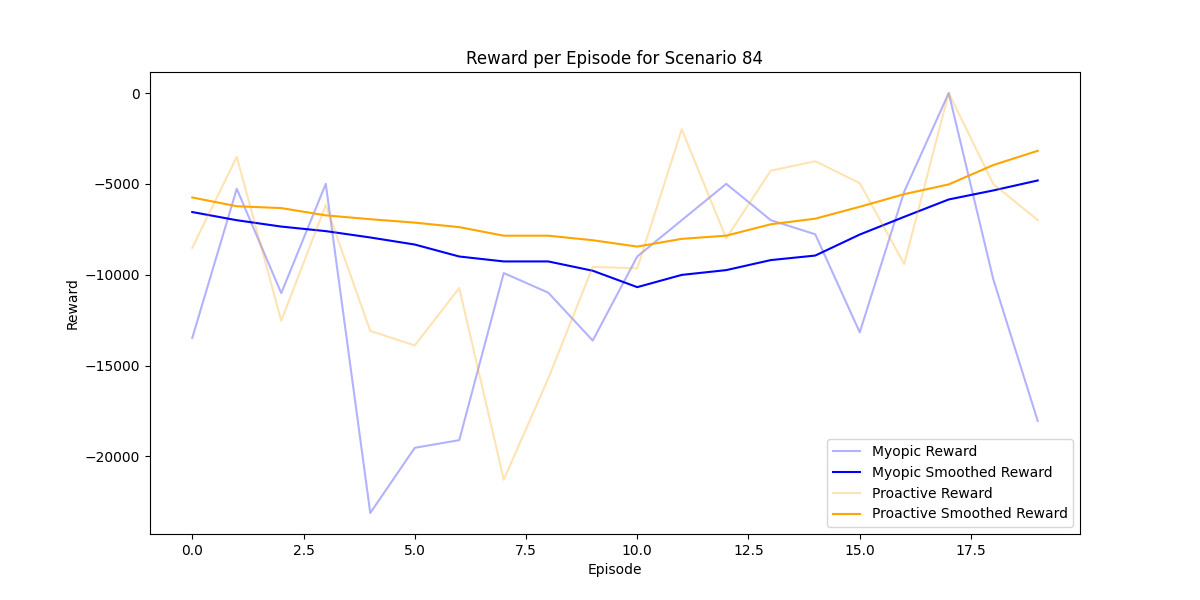 Reward per Episode for Scenario 84
0
−5000
−10000
−15000
−20000
Reward
0.0 2.5 5.0 7.5 10.0 12.5 15.0 17.5
Episode
Myopic Reward
Myopic Smoothed Reward
Proactive Reward
Proactive Smoothed Reward